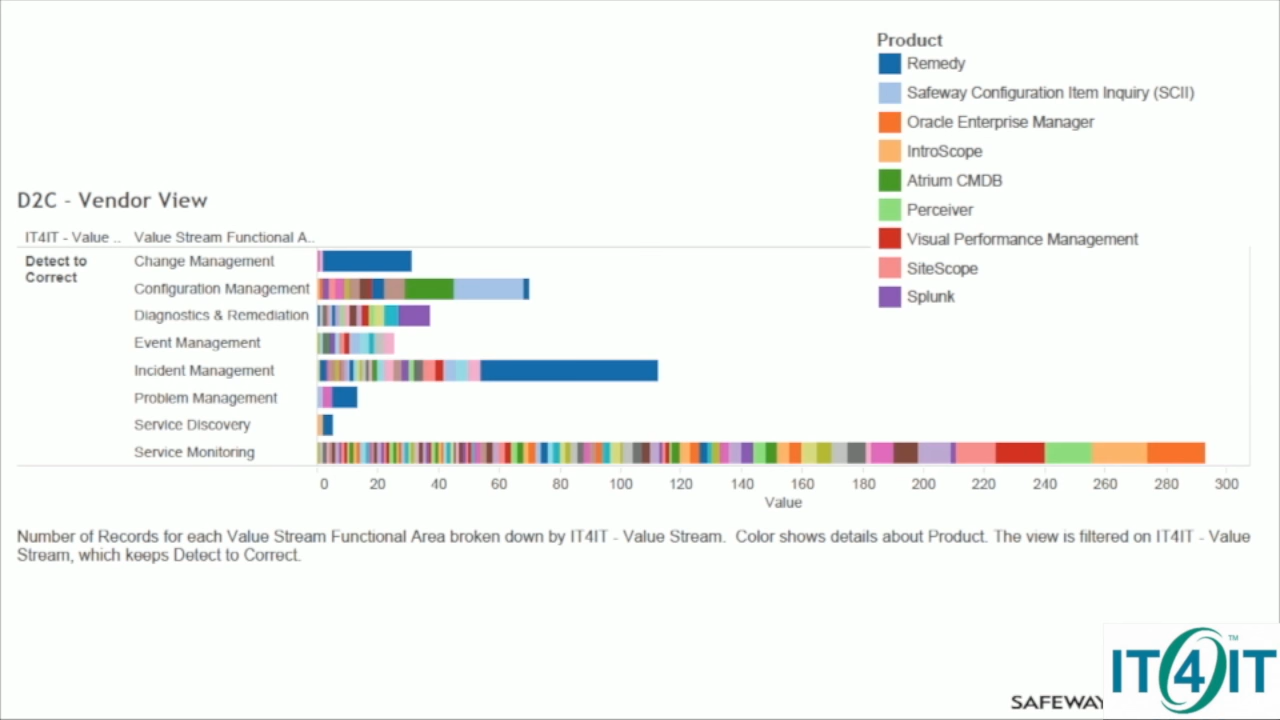 Product
Remedy
Safeway Configuration Item Inquiry (SCII)
Oracle Enterprise Manager
IntroScope
Atrium CMDB
Perceiver
Visual Performance Management
SiteScope
Splunk
D2C - Vendor View
IT4IT - Value .. Value Stream Functional A..
Detect to
Correct
Change Management
Configuration Management
Diagnostics & Remediation
Event Management
Incident Management
Problem Management
Service Discovery
Service Monitoring
0 20 40 60 80 100 120 140 160 180 200 220 240 260 280 300
Value
Number of Records for each Value Stream Functional Area broken down by IT4IT - Value Stream. Color shows details about Product. The view is filtered on IT4IT - Value
Stream, which keeps Detect to Correct.
SAFEWAY
IT4IT™